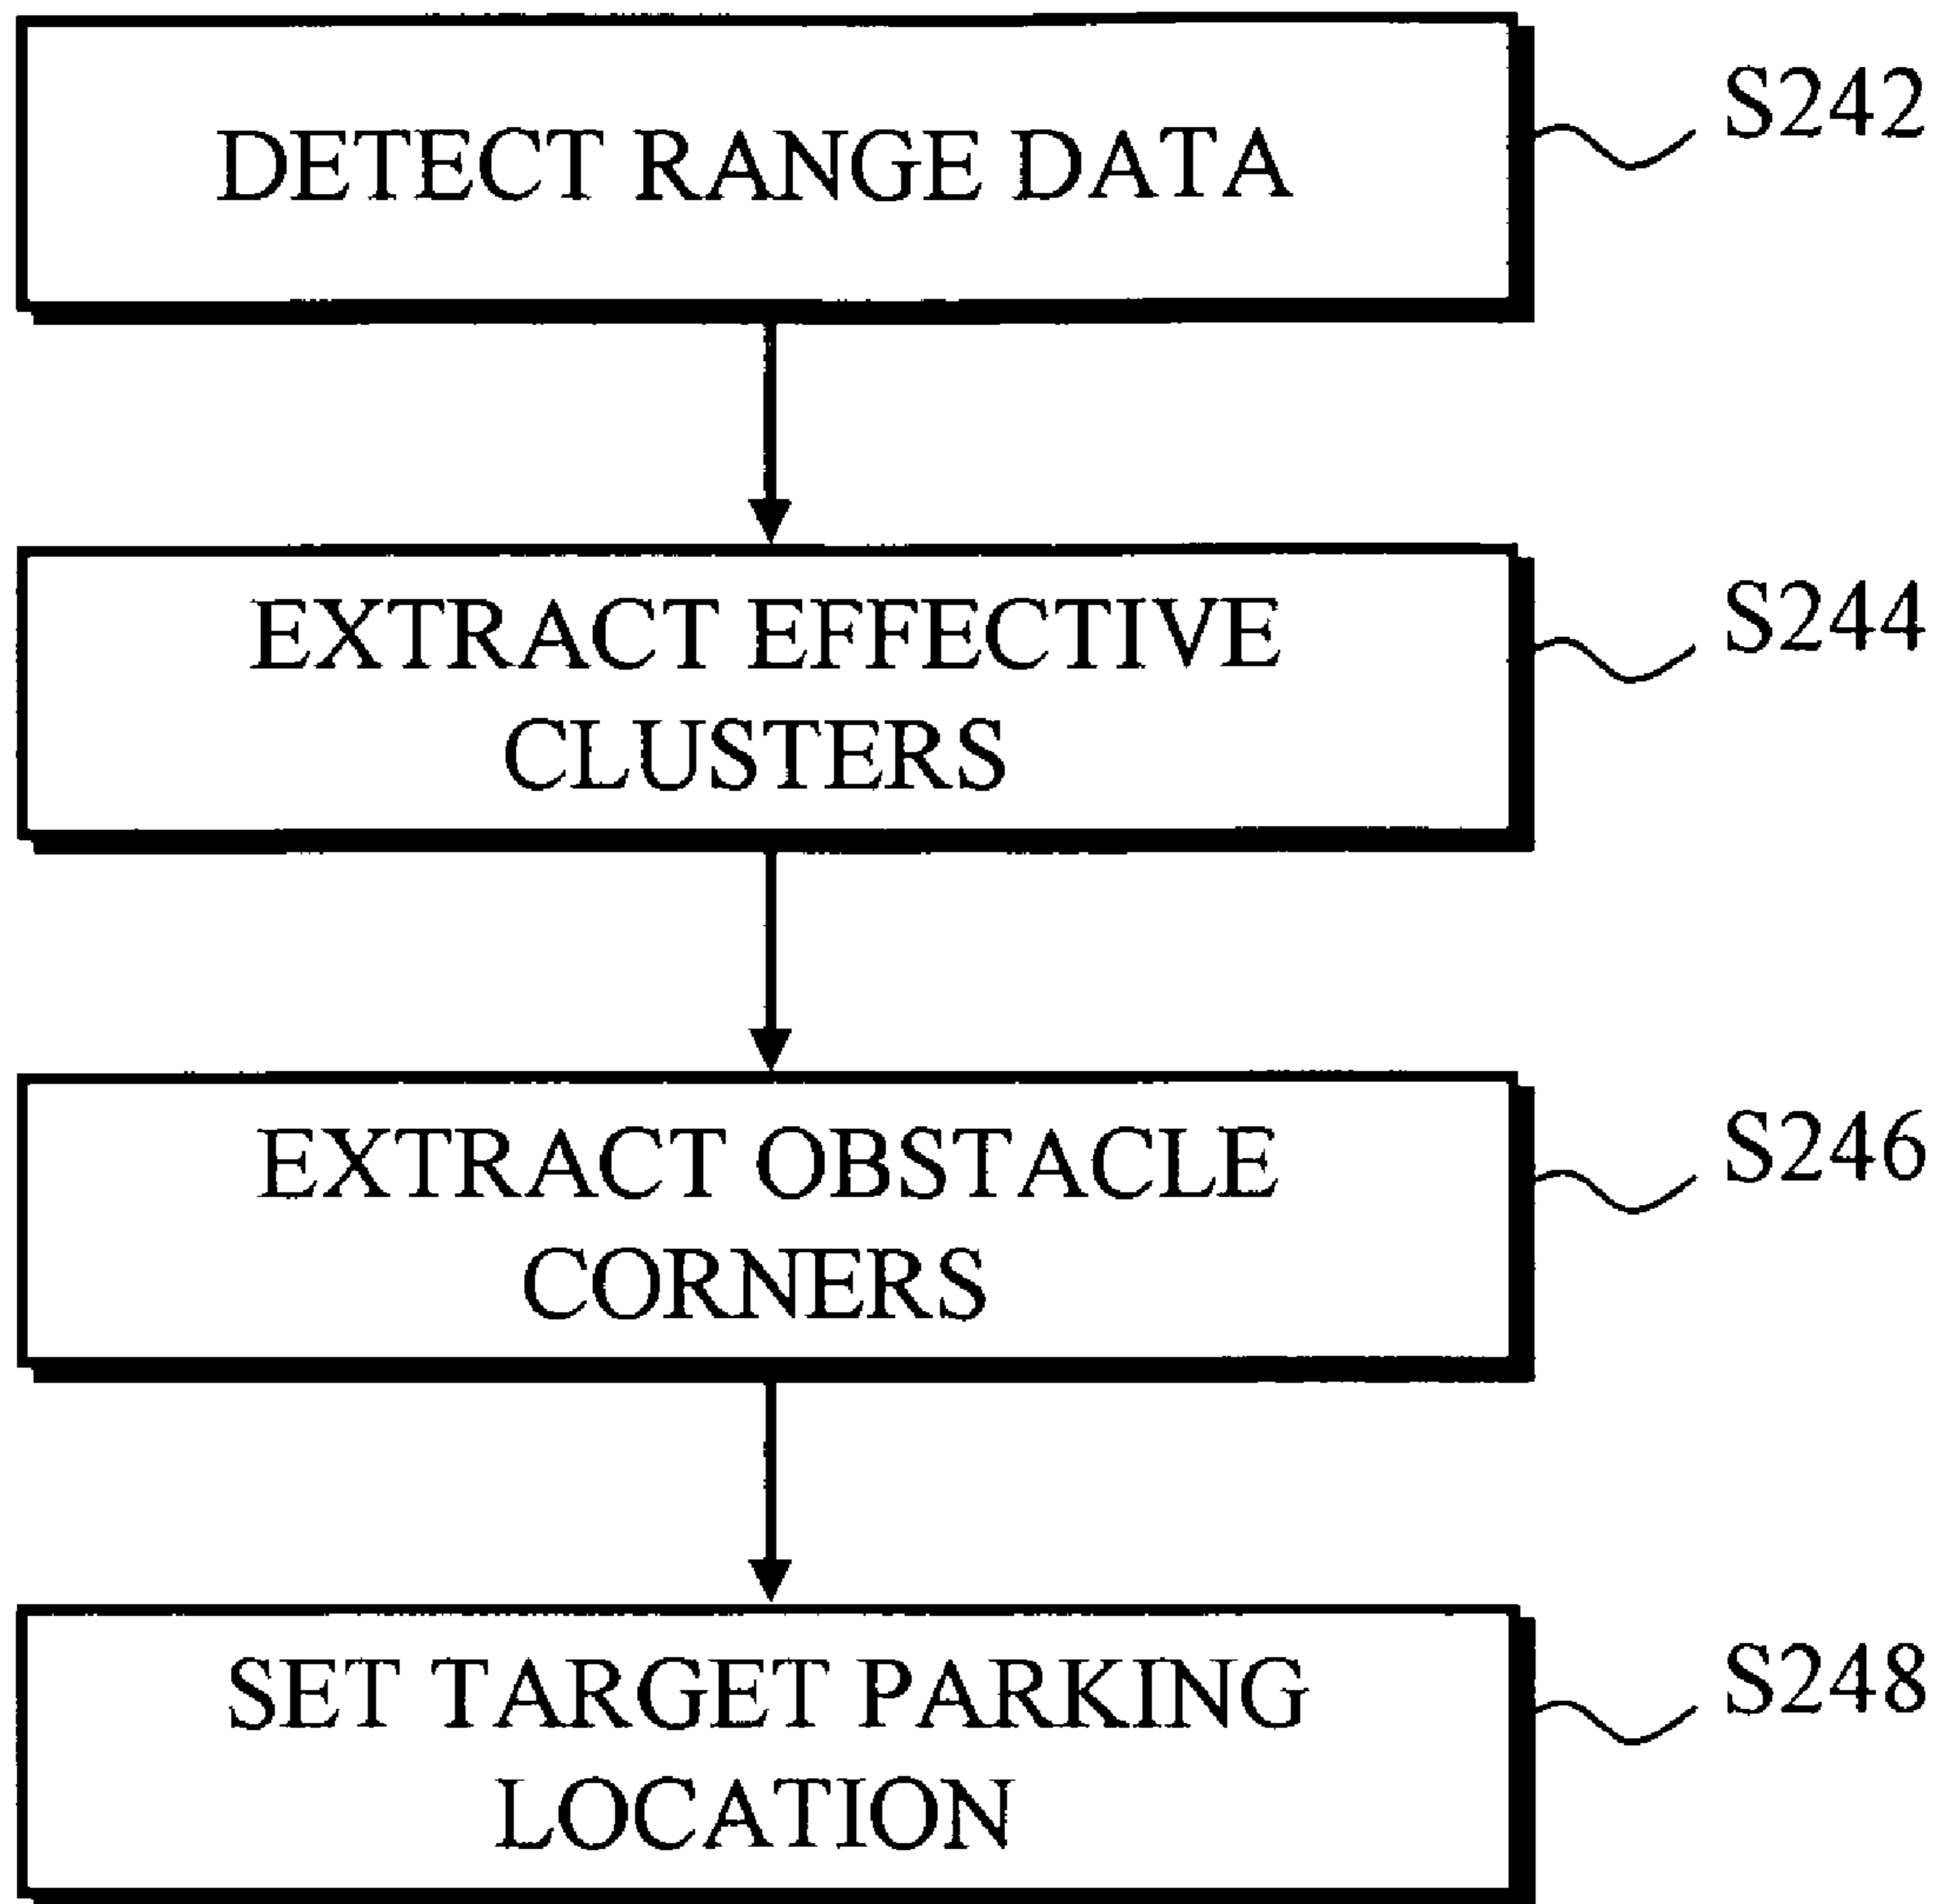 DETECT RANGE DATA
S242
EXTRACT EFFECTIVE
CLUSTERS
S244
EXTRACT OBSTACLE
CORNERS
S246
SET TARGET PARKING
LOCATION
S248